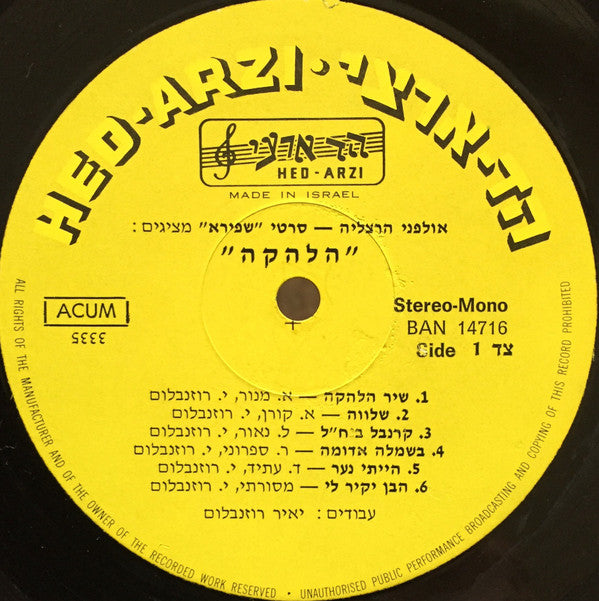 HED-ARZI · הד-ארצי
הד ארצי
HED-ARZI
MADE IN ISRAEL
אולפני הרצליה — סרטי "שפירא" מציגים:
"הלהקה"
ACUM
3335
Stereo-Mono
BAN 14716
Side 1 צד
1. שיר הלהקה — א. מנור, י. רוזנבלום
2. שלווה — א. קורן, י. רוזנבלום
3. קרנבל בנח"ל — ל. נאור, י. רוזנבלום
4. בשמלה אדומה — ר. ספרוני, י. רוזנבלום
5. הייתי נער — ד. עתיד, י. רוזנבלום
6. הבן יקיר לי — מסורתי, י. רוזנבלום
עבודים: יאיר רוזנבלום
ALL RIGHTS OF THE MANUFACTURER AND OF THE OWNER OF THE RECORDED WORK RESERVED • UNAUTHORISED PUBLIC PERFORMANCE BROADCASTING AND COPYING OF THIS RECORD PROHIBITED